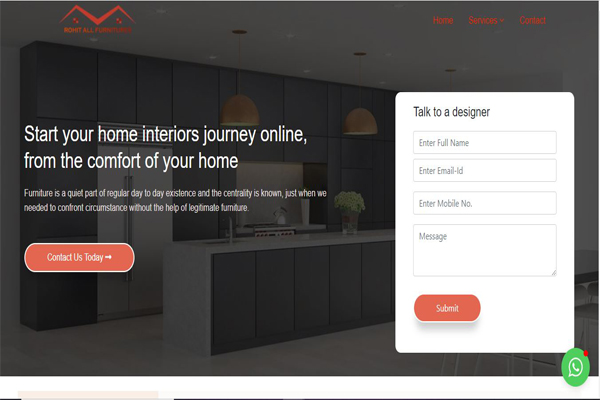 ROHIT ALL FURNITURES
Home Services Contact
Start your home interiors journey online,
from the comfort of your home
Furniture is a quiet part of regular day to day existence and the centrality is known, just when we
needed to confront circumstance without the help of legitimate furniture.
Contact Us Today
Talk to a designer
Enter Full Name
Enter Email-Id
Enter Mobile No.
Message
Submit